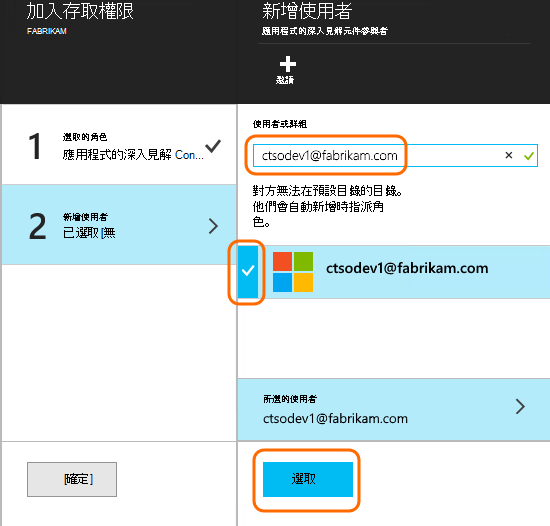 加入存取權限
FABRIKAM
1
選取的角色
應用程式的深入見解 Con...
2
新增使用者
已選取 [無
[確定]
新增使用者
應用程式的深入見解元件參與者
邀請
使用者或群組
ctsodev1@fabrikam.com
對方無法在預設目錄的目錄。
他們會自動新增時指派角
色。
ctsodev1@fabrikam.com
所選的使用者
ctsodev1@fabrikam.com
選取